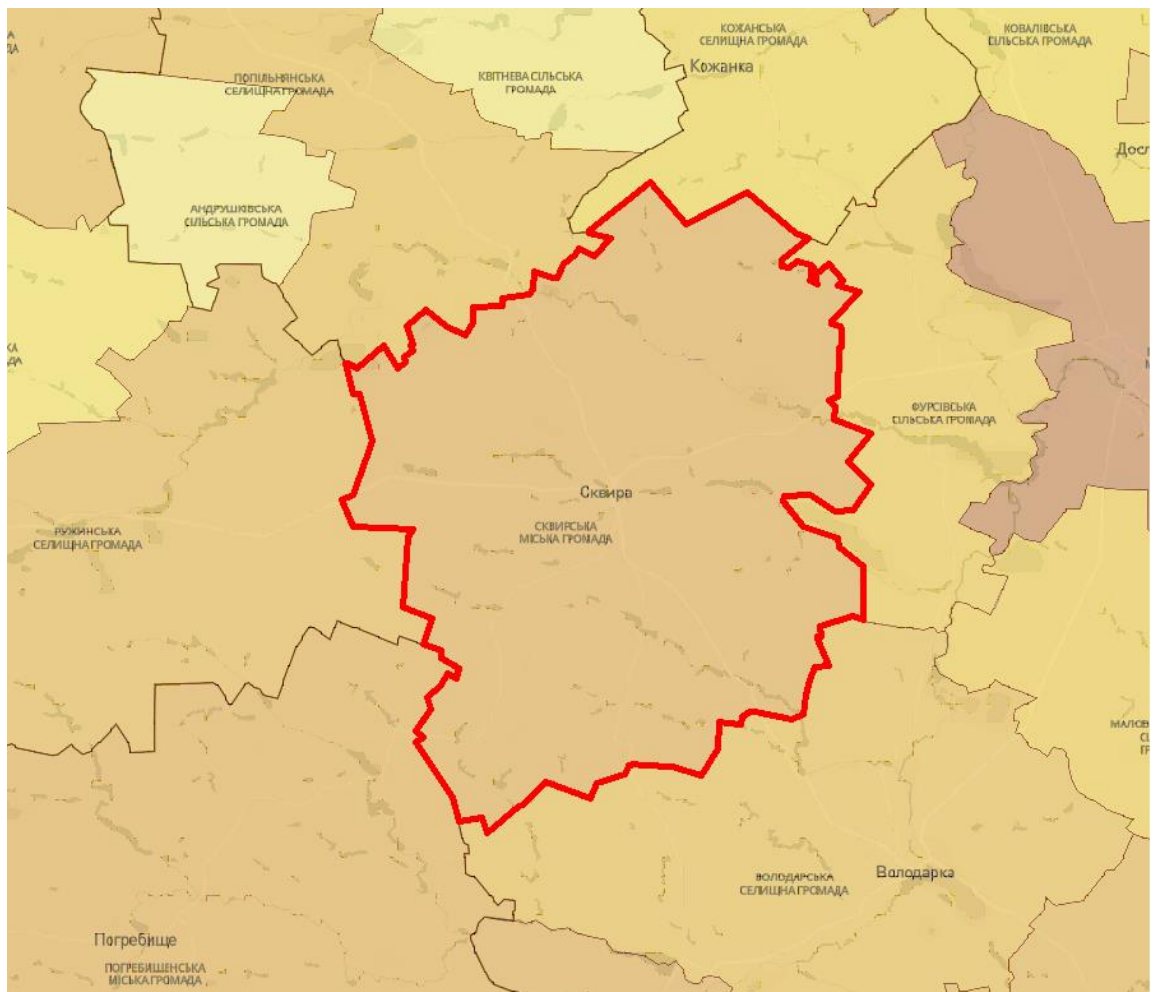 КОЖАНСЬКА
СЕЛИЩНА ГРОМАДА
Кожанка
КОВАЛІВСЬКА
СІЛЬСЬКА ГРОМАДА
ПОПІЛЬНЯНСЬКА
СЕЛИЩНА ГРОМАДА
КВІТНЕВА СІЛЬСЬКА
ГРОМАДА
АНДРУШКІВСЬКА
СІЛЬСЬКА ГРОМАДА
ФУРСІВСЬКА
СІЛЬСЬКА ГРОМАДА
Сквира
СКВИРСЬКА
МІСЬКА ГРОМАДА
РУЖИНСЬКА
СЕЛИЩНА ГРОМАДА
ВОЛОДАРСЬКА
СЕЛИЩНА ГРОМАДА
Володарка
Погребище
ПОГРЕБИЩЕНСЬКА
МІСЬКА ГРОМАДА